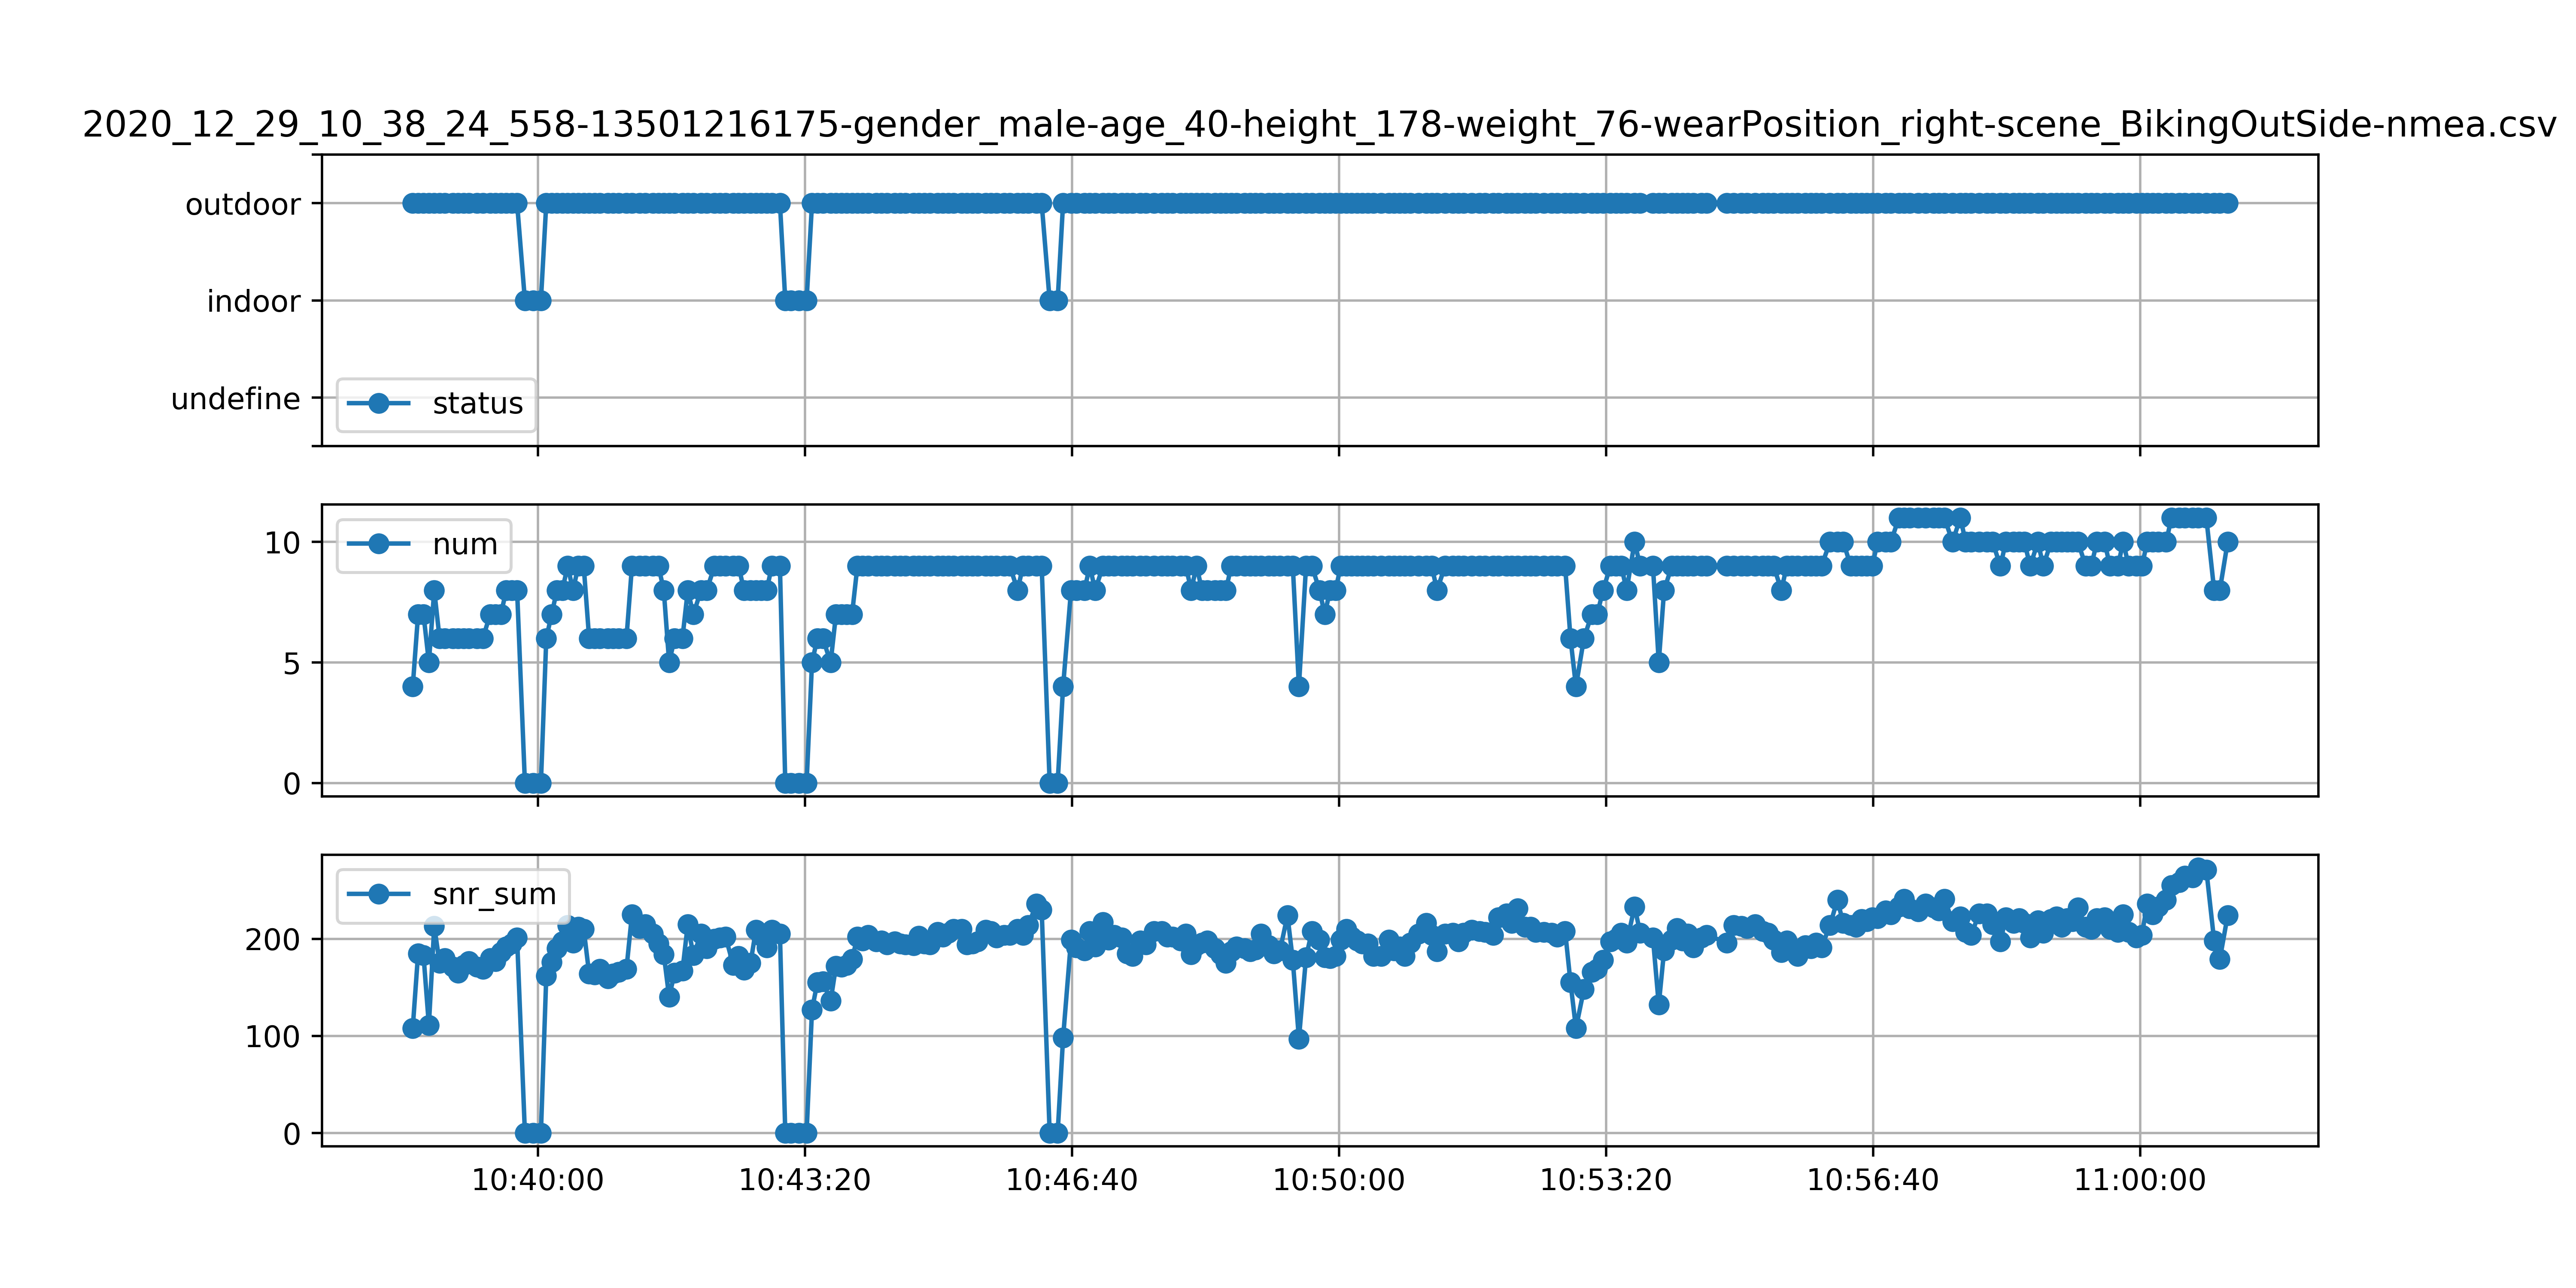 2020_12_29_10_38_24_558-13501216175-gender_male-age_40-height_178-weight_76-wearPosition_right-scene_BikingOutSide-nmea.csv
outdoor
indoor
undefine
status
10
5
0
num
200
100
0
snr_sum
10:40:00 10:43:20 10:46:40 10:50:00 10:53:20 10:56:40 11:00:00